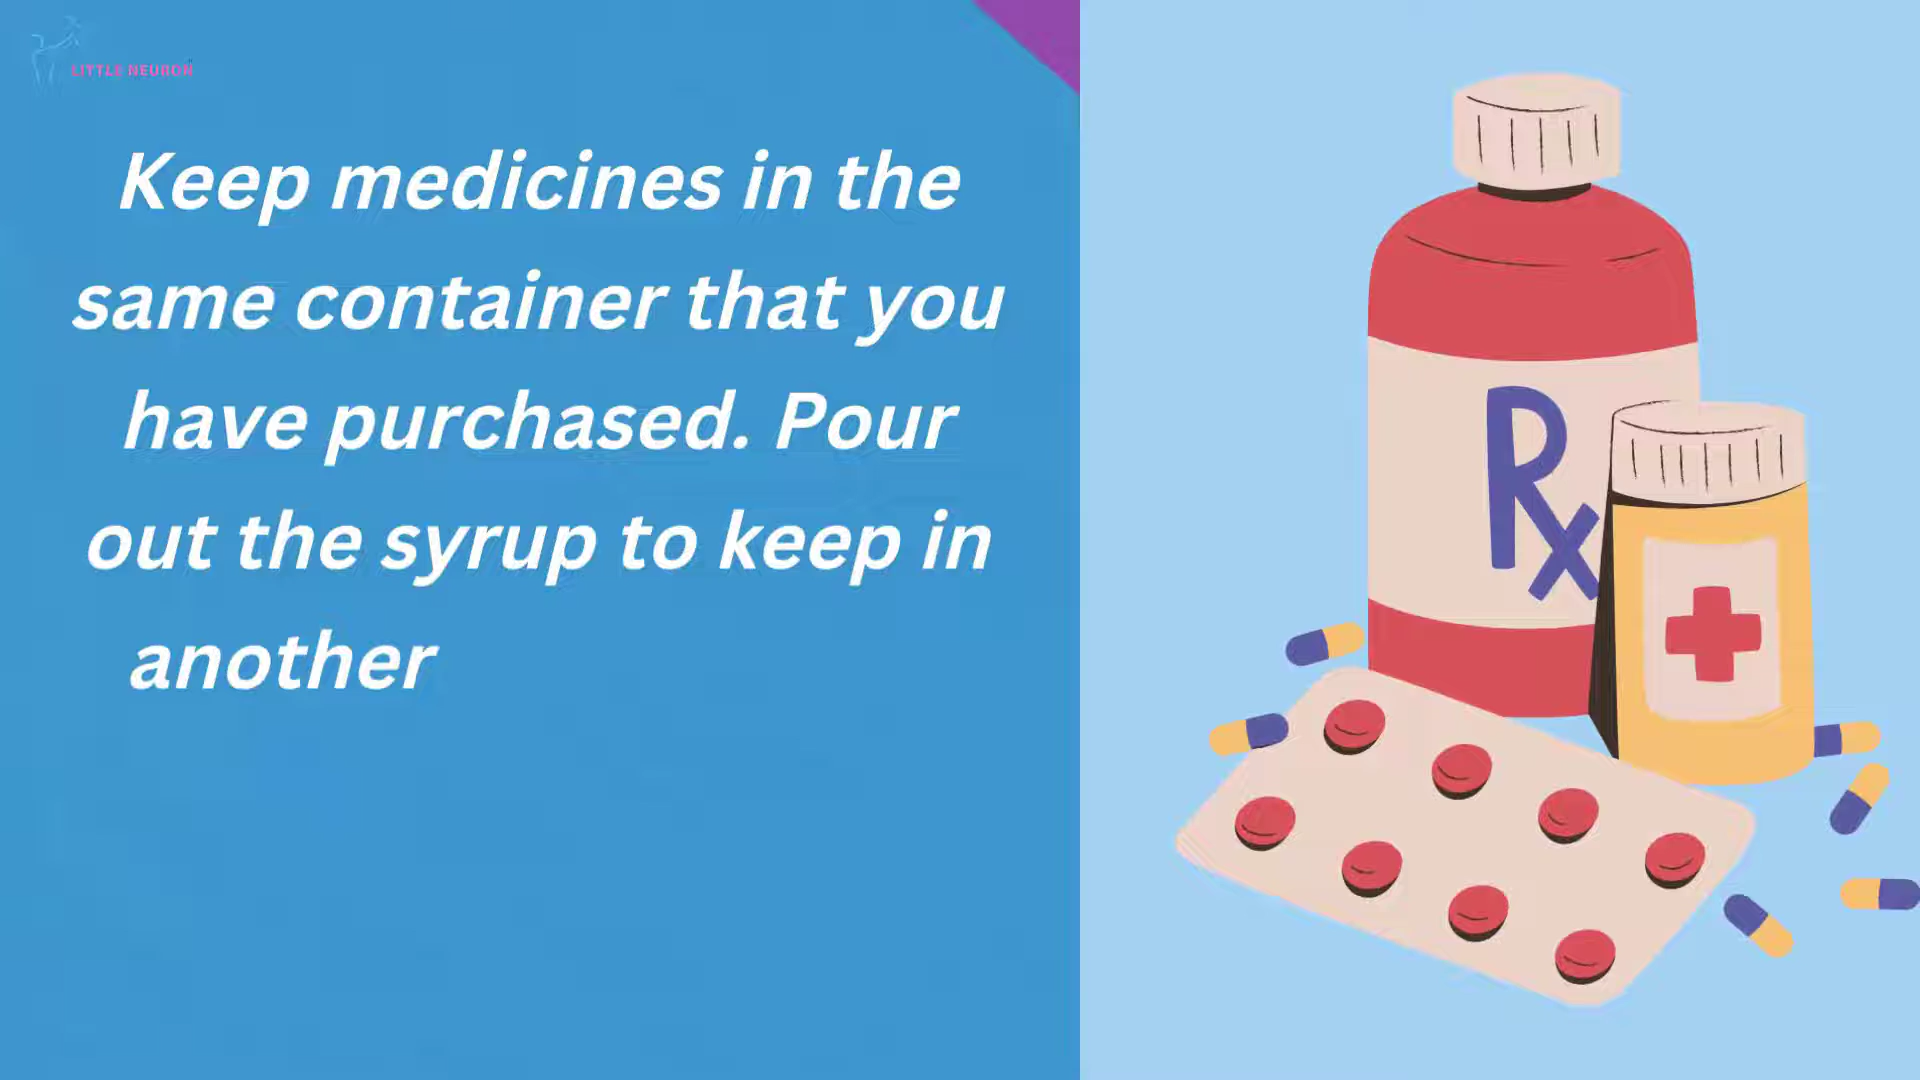 LITTLE NEURON
Keep medicines in the
same container that you
have purchased. Pour
out the syrup to keep in
another
Rx